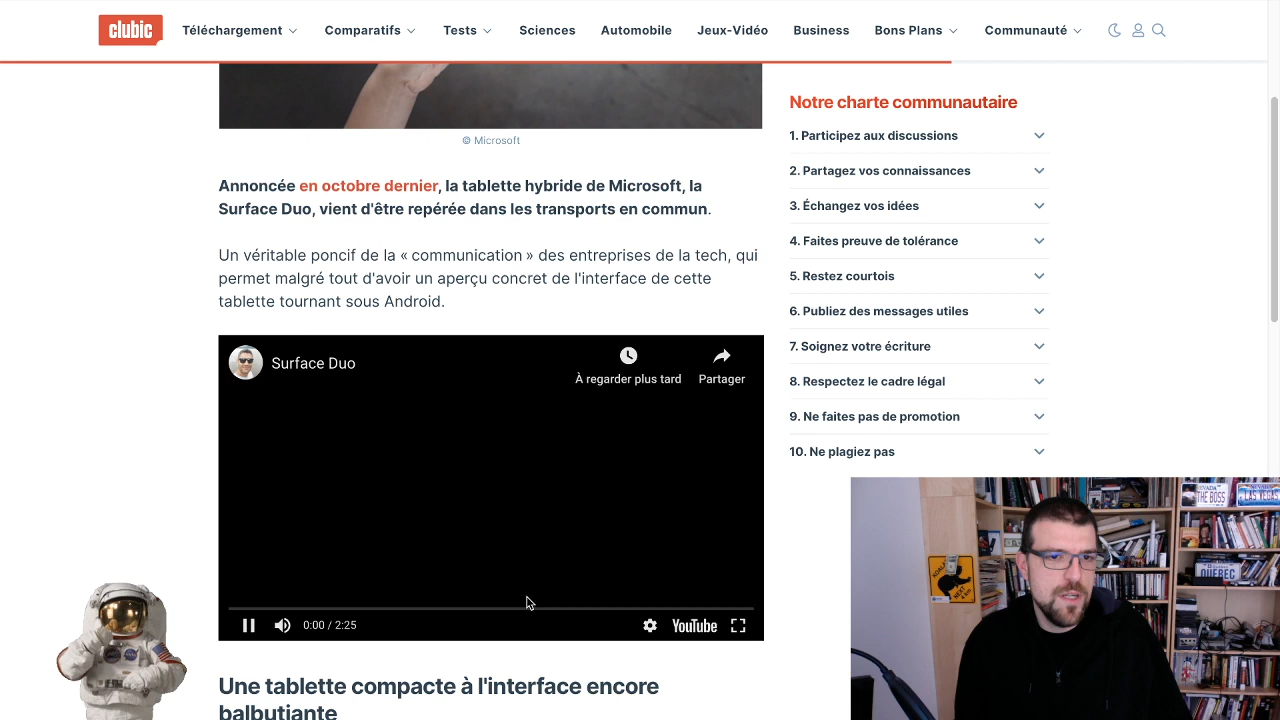 clubic
Téléchargement
Comparatifs
Tests
Sciences
Automobile
Jeux-Vidéo
Business
Bons Plans
Communauté
© Microsoft
Annoncée en octobre dernier, la tablette hybride de Microsoft, la
Surface Duo, vient d'être repérée dans les transports en commun.
Un véritable poncif de la « communication » des entreprises de la tech, qui
permet malgré tout d'avoir un aperçu concret de l'interface de cette
tablette tournant sous Android.
Surface Duo
À regarder plus tard
Partager
0:00 / 2:25
YouTube
Une tablette compacte à l'interface encore
balbutiante
Notre charte communautaire
1. Participez aux discussions
2. Partagez vos connaissances
3. Échangez vos idées
4. Faites preuve de tolérance
5. Restez courtois
6. Publiez des messages utiles
7. Soignez votre écriture
8. Respectez le cadre légal
9. Ne faites pas de promotion
10. Ne plagiez pas
NEVADA
THE BOSS
LAS VEGAS
QUÉBEC